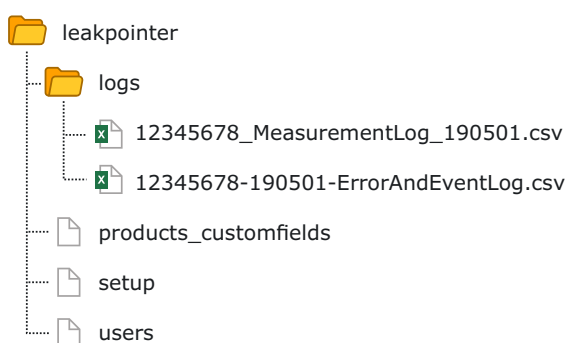 leakpointer
logs
12345678_MeasurementLog_190501.csv
12345678-190501-ErrorAndEventLog.csv
products_customfields
setup
users